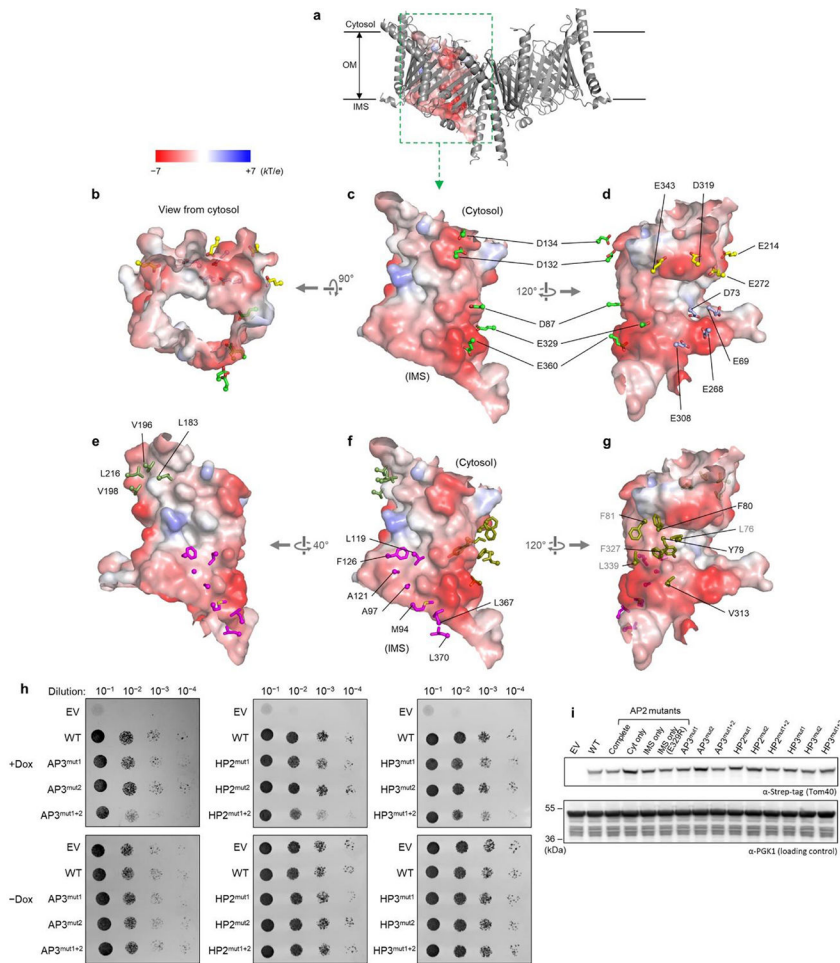 a
Cytosol
OM
IMS
−7 +7 (kT/e)
b
View from cytosol
90°
c
(Cytosol)
(IMS)
120°
D134
D132
D87
E329
E360
d
E343
D319
E214
E272
D73
E69
E268
E308
e
V196
L183
L216
V198
40°
f
(Cytosol)
L119
F126
A121
A97
M94
(IMS)
L367
L370
120°
g
F81
F80
L76
F327
Y79
L339
V313
h
Dilution: 10−1 10−2 10−3 10−4 10−1 10−2 10−3 10−4 10−1 10−2 10−3 10−4
EV EV EV
WT WT WT
+Dox AP3mut1 HP2mut1 HP3mut1
AP3mut2 HP2mut2 HP3mut2
AP3mut1+2 HP2mut1+2 HP3mut1+2
EV EV EV
WT WT WT
−Dox AP3mut1 HP2mut1 HP3mut1
AP3mut2 HP2mut2 HP3mut2
AP3mut1+2 HP2mut1+2 HP3mut1+2
i
AP2 mutants
EV
WT
Complete
Cyt only
IMS only
IMS only (E329R)
AP3mut1
AP3mut2
AP3mut1+2
HP2mut1
HP2mut2
HP2mut1+2
HP3mut1
HP3mut2
HP3mut1+2
α-Strep-tag (Tom40)
55
36
(kDa)
α-PGK1 (loading control)